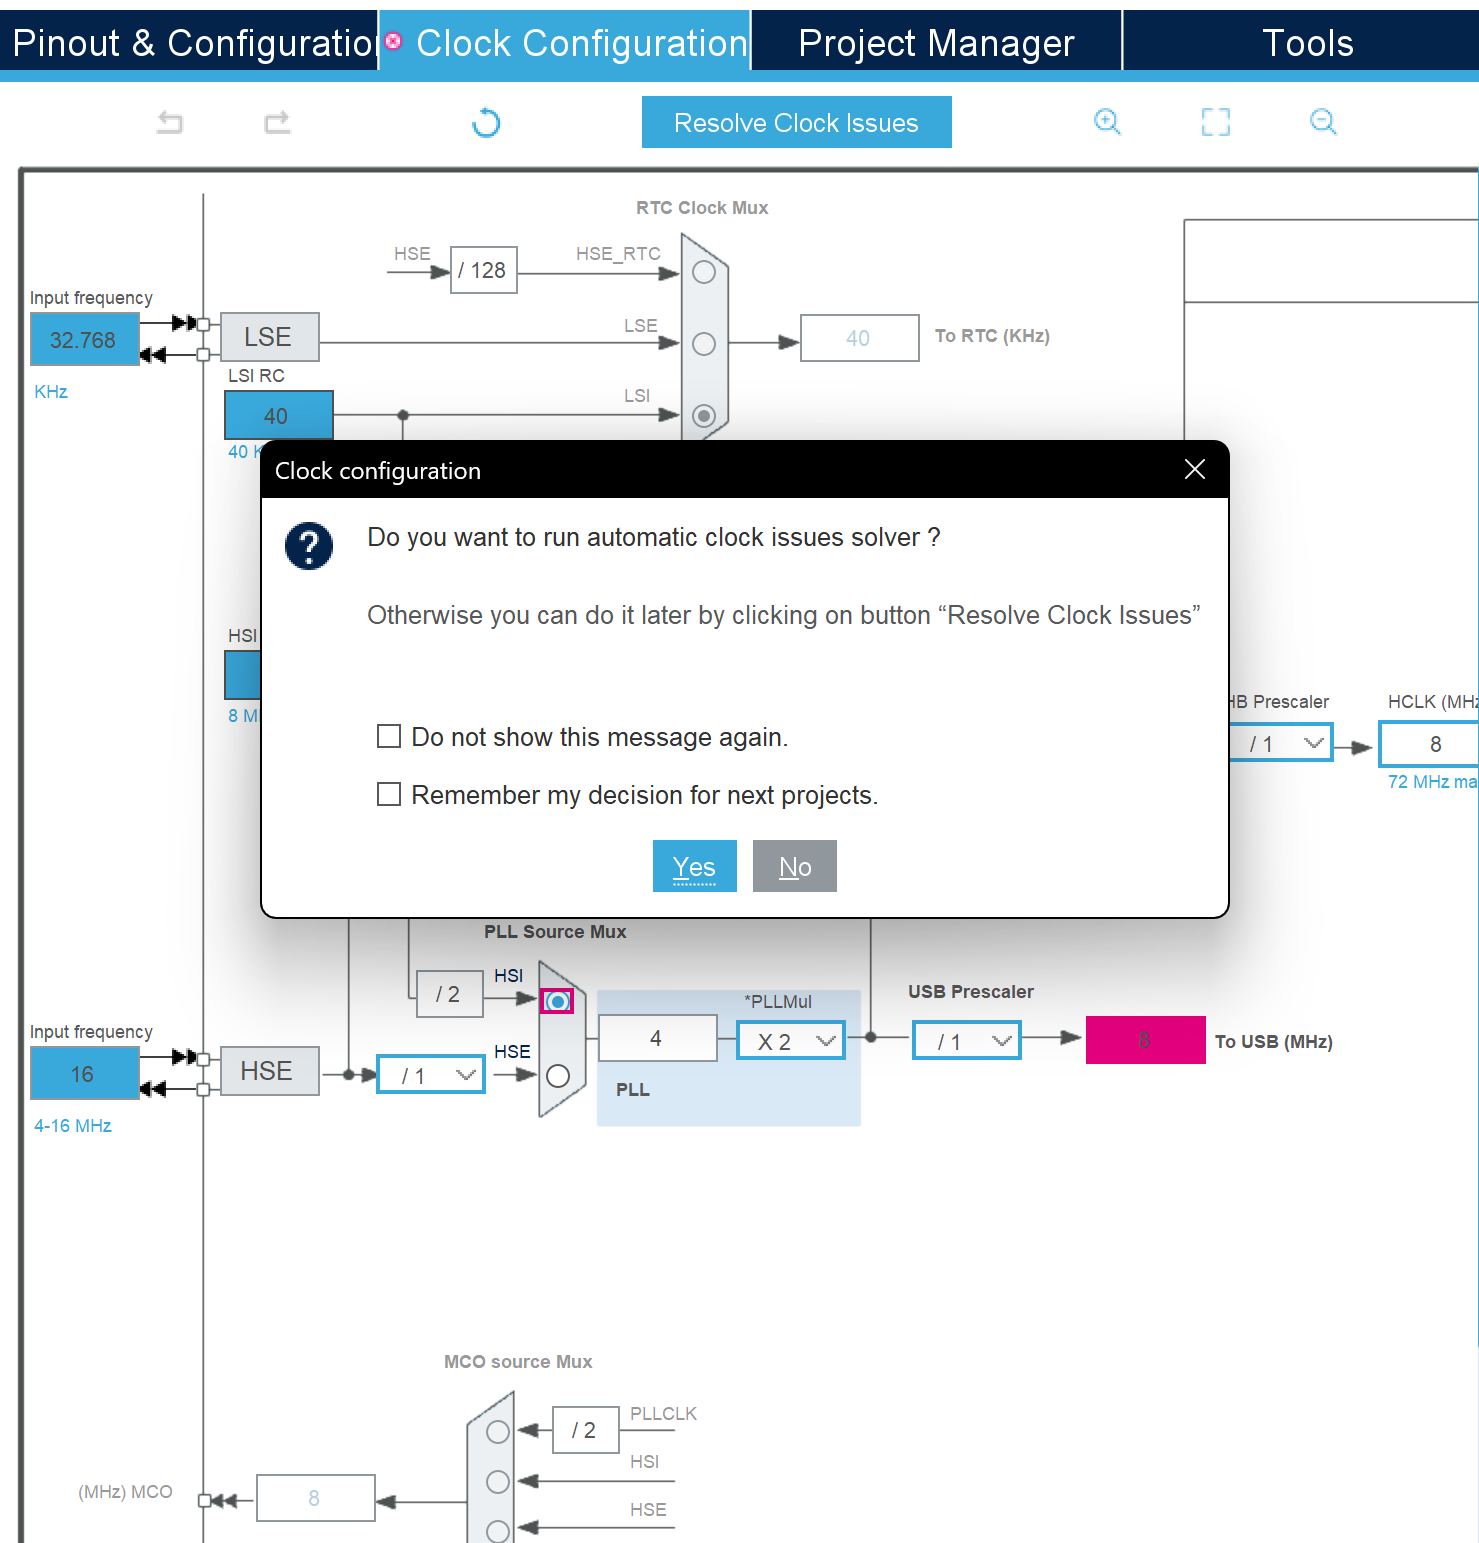 Pinout & Configuration
Clock Configuration
Project Manager
Tools
Resolve Clock Issues
RTC Clock Mux
HSE
/ 128
HSE_RTC
Input frequency
32.768
KHz
LSE
LSE
40
To RTC (KHz)
LSI RC
40
LSI
40 K
Clock configuration
?
Do you want to run automatic clock issues solver ?
Otherwise you can do it later by clicking on button “Resolve Clock Issues”
HSI
8 M
Do not show this message again.
Remember my decision for next projects.
Yes
No
HB Prescaler
/ 1
HCLK (MHz
8
72 MHz ma
PLL Source Mux
HSI
/ 2
*PLLMul
USB Prescaler
4
X 2
/ 1
8
To USB (MHz)
Input frequency
16
4-16 MHz
HSE
/ 1
HSE
PLL
MCO source Mux
/ 2
PLLCLK
HSI
(MHz) MCO
8
HSE